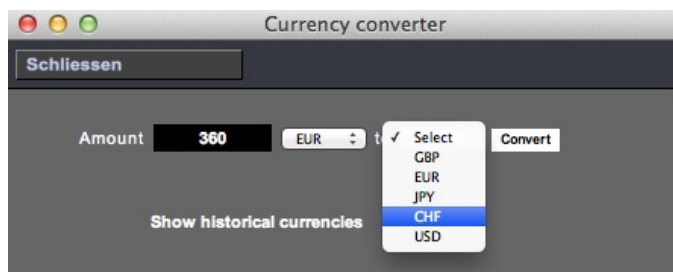 Currency converter
Schliessen
Amount 360 EUR t ✓ Select Convert
GBP
EUR
JPY
CHF
USD
Show historical currencies